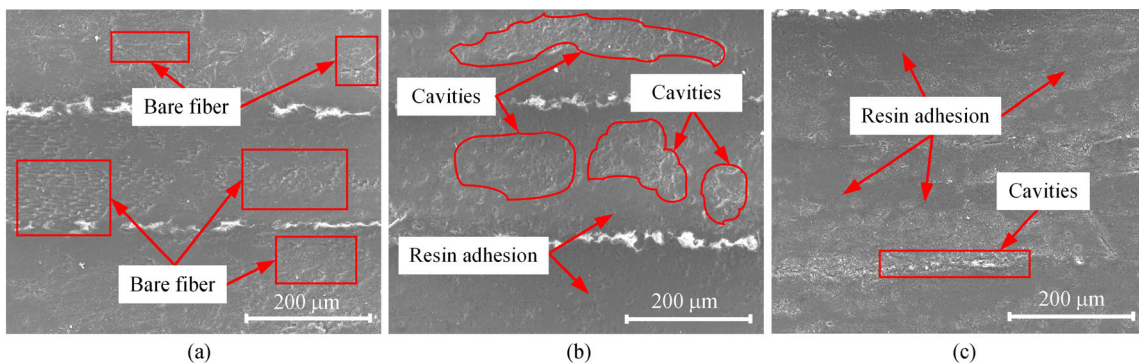 Bare fiber
Bare fiber
200 μm
(a)
Cavities
Cavities
Resin adhesion
200 μm
(b)
Resin adhesion
Cavities
200 μm
(c)